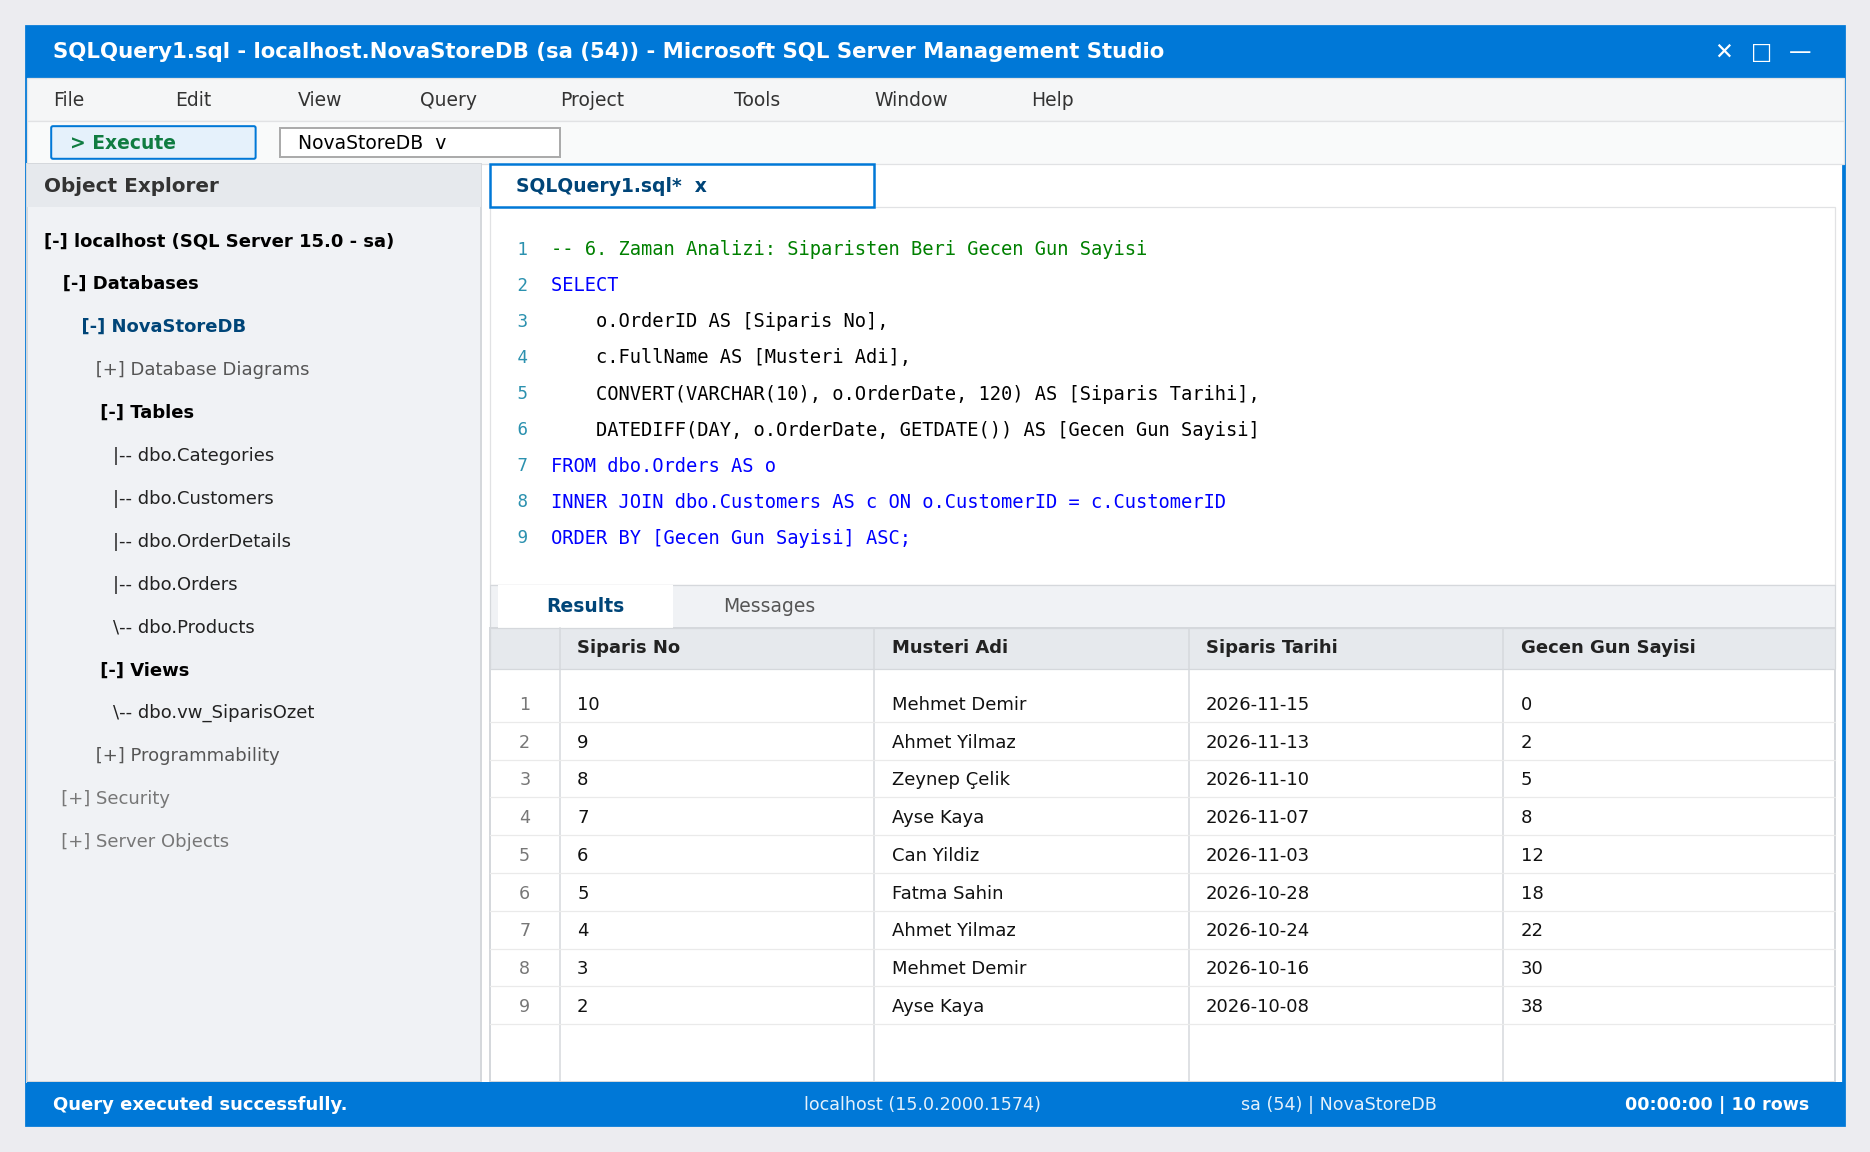 SQLQuery1.sql - localhost.NovaStoreDB (sa (54)) - Microsoft SQL Server Management Studio ✕ □ —
File Edit View Query Project Tools Window Help
> Execute NovaStoreDB v
Object Explorer
[-] localhost (SQL Server 15.0 - sa)
[-] Databases
[-] NovaStoreDB
[+] Database Diagrams
[-] Tables
|-- dbo.Categories
|-- dbo.Customers
|-- dbo.OrderDetails
|-- dbo.Orders
\-- dbo.Products
[-] Views
\-- dbo.vw_SiparisOzet
[+] Programmability
[+] Security
[+] Server Objects
SQLQuery1.sql* x
1 -- 6. Zaman Analizi: Siparisten Beri Gecen Gun Sayisi
2 SELECT
3 o.OrderID AS [Siparis No],
4 c.FullName AS [Musteri Adi],
5 CONVERT(VARCHAR(10), o.OrderDate, 120) AS [Siparis Tarihi],
6 DATEDIFF(DAY, o.OrderDate, GETDATE()) AS [Gecen Gun Sayisi]
7 FROM dbo.Orders AS o
8 INNER JOIN dbo.Customers AS c ON o.CustomerID = c.CustomerID
9 ORDER BY [Gecen Gun Sayisi] ASC;
Results Messages
Siparis No Musteri Adi Siparis Tarihi Gecen Gun Sayisi
1 10 Mehmet Demir 2026-11-15 0
2 9 Ahmet Yilmaz 2026-11-13 2
3 8 Zeynep Çelik 2026-11-10 5
4 7 Ayse Kaya 2026-11-07 8
5 6 Can Yildiz 2026-11-03 12
6 5 Fatma Sahin 2026-10-28 18
7 4 Ahmet Yilmaz 2026-10-24 22
8 3 Mehmet Demir 2026-10-16 30
9 2 Ayse Kaya 2026-10-08 38
Query executed successfully. localhost (15.0.2000.1574) sa (54) | NovaStoreDB 00:00:00 | 10 rows